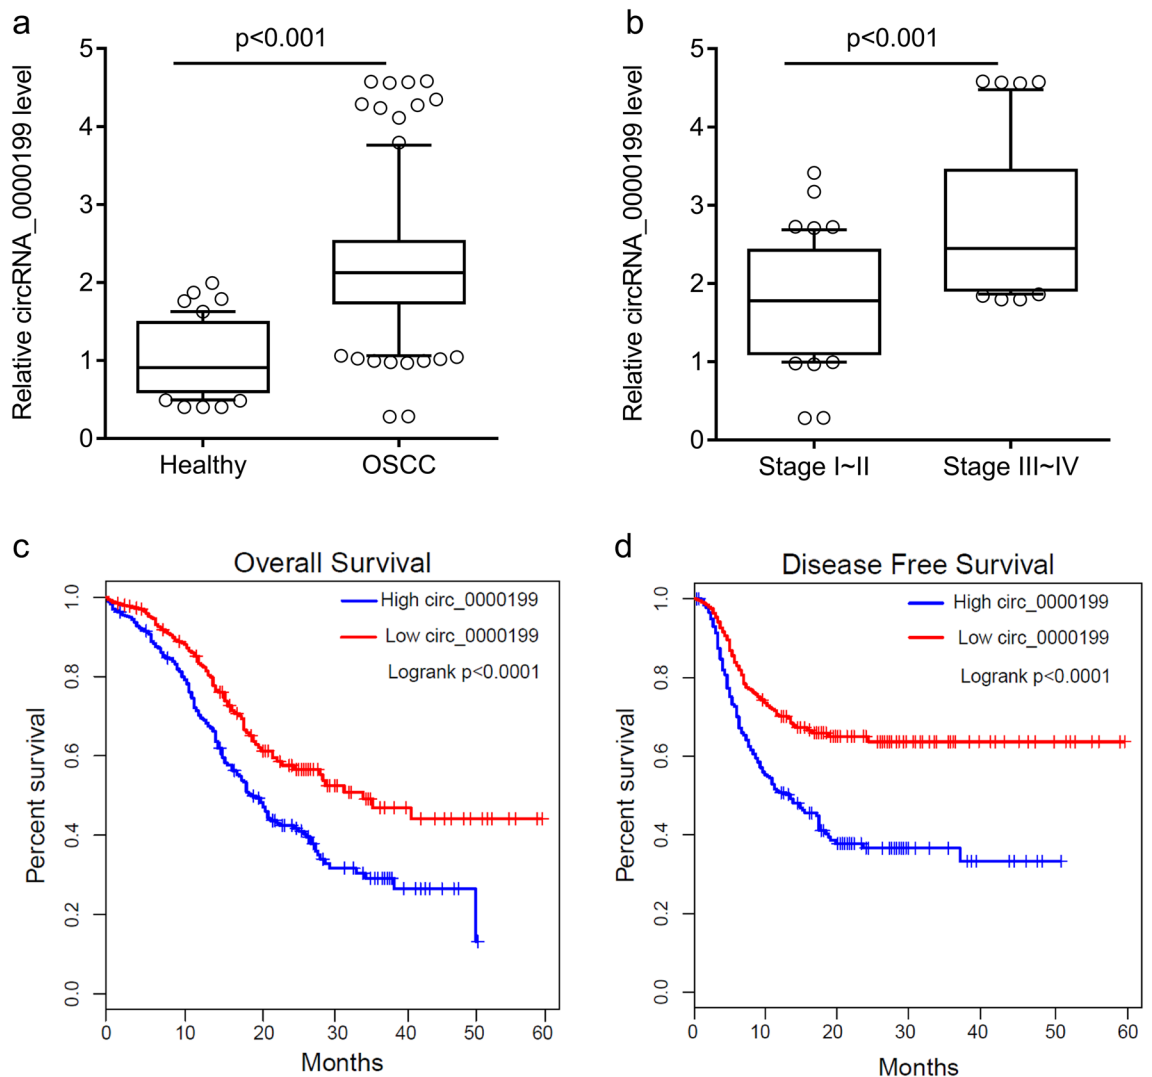 a
p<0.001
Relative circRNA_0000199 level
5
4
3
2
1
0
Healthy
OSCC
b
p<0.001
Relative circRNA_0000199 level
5
4
3
2
1
0
Stage I~II
Stage III~IV
c
Overall Survival
High circ_0000199
Low circ_0000199
Logrank p<0.0001
Percent survival
1.0
0.8
0.6
0.4
0.2
0.0
0 10 20 30 40 50 60
Months
d
Disease Free Survival
High circ_0000199
Low circ_0000199
Logrank p<0.0001
Percent survival
1.0
0.8
0.6
0.4
0.2
0.0
0 10 20 30 40 50 60
Months